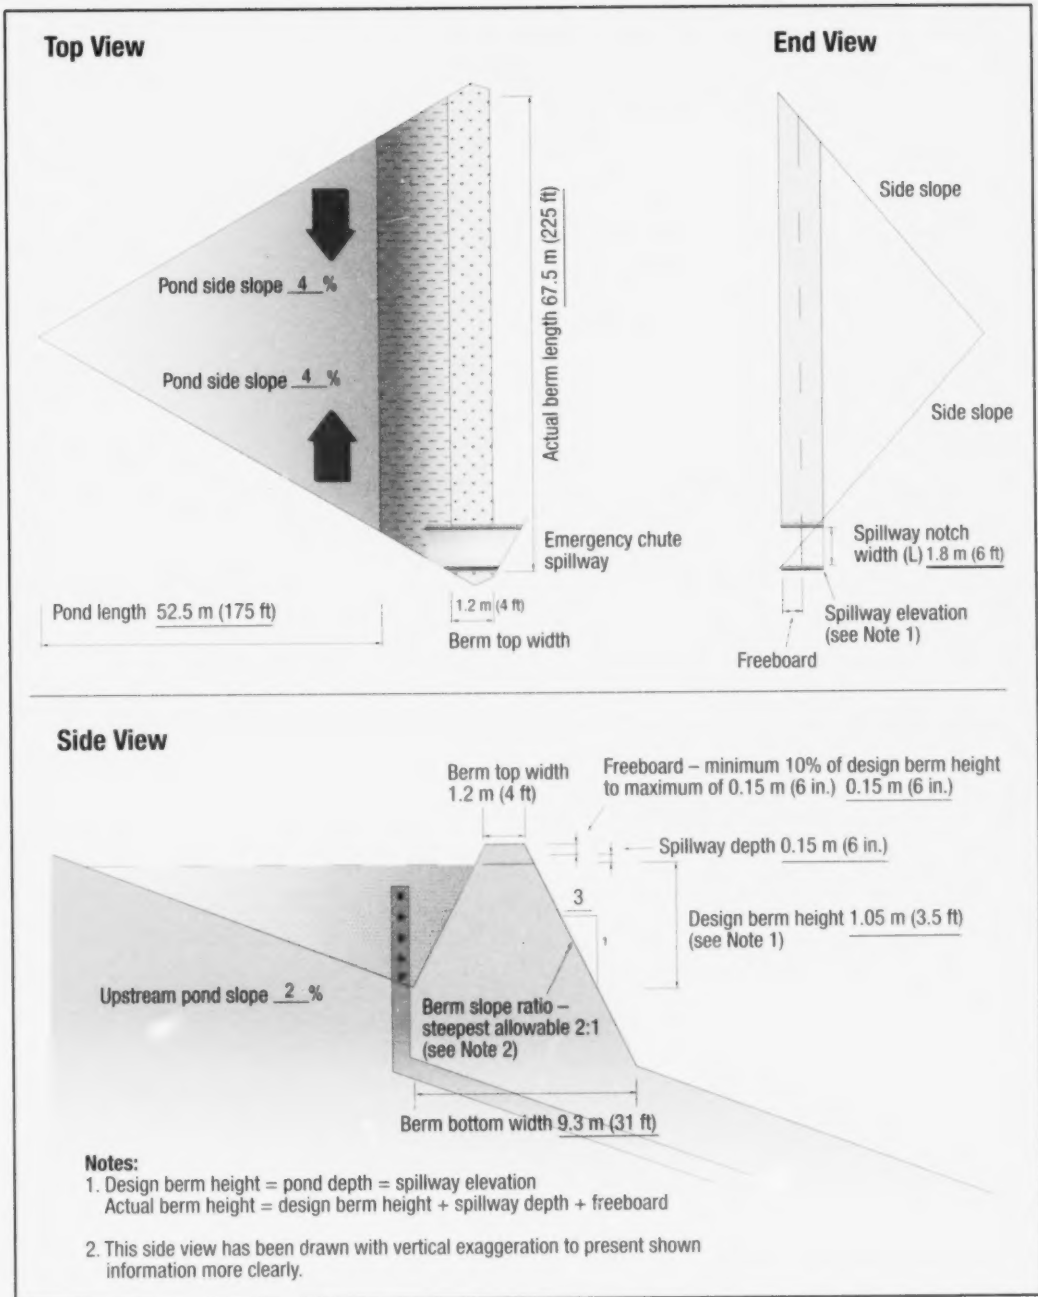 Top View
End View
Side slope
Pond side slope 4 %
Actual berm length 67.5 m (225 ft)
Pond side slope 4 %
Side slope
Emergency chute
spillway
Spillway notch
width (L) 1.8 m (6 ft)
Pond length 52.5 m (175 ft)
1.2 m (4 ft)
Berm top width
Spillway elevation
(see Note 1)
Freeboard
Side View
Berm top width
1.2 m (4 ft)
Freeboard – minimum 10% of design berm height
to maximum of 0.15 m (6 in.) 0.15 m (6 in.)
Spillway depth 0.15 m (6 in.)
3
1
Design berm height 1.05 m (3.5 ft)
(see Note 1)
Upstream pond slope 2 %
Berm slope ratio –
steepest allowable 2:1
(see Note 2)
Berm bottom width 9.3 m (31 ft)
Notes:
1. Design berm height = pond depth = spillway elevation
Actual berm height = design berm height + spillway depth + freeboard
2. This side view has been drawn with vertical exaggeration to present shown
information more clearly.